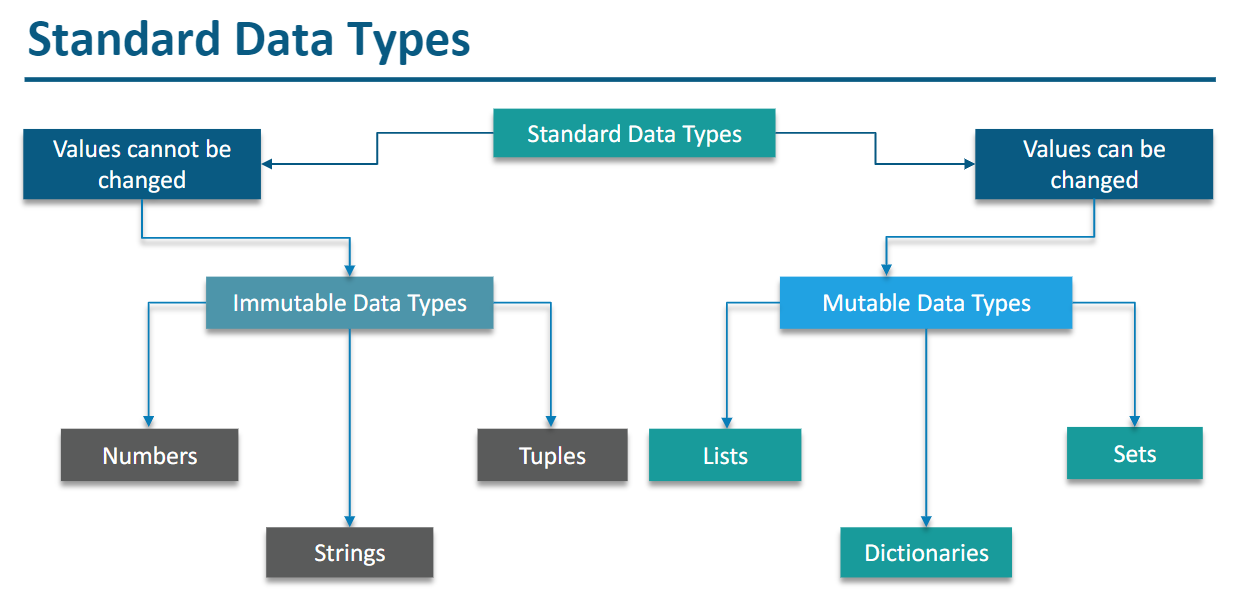 Standard Data Types
Standard Data Types
Values cannot be
changed
Values can be
changed
Immutable Data Types
Mutable Data Types
Numbers
Tuples
Lists
Sets
Strings
Dictionaries